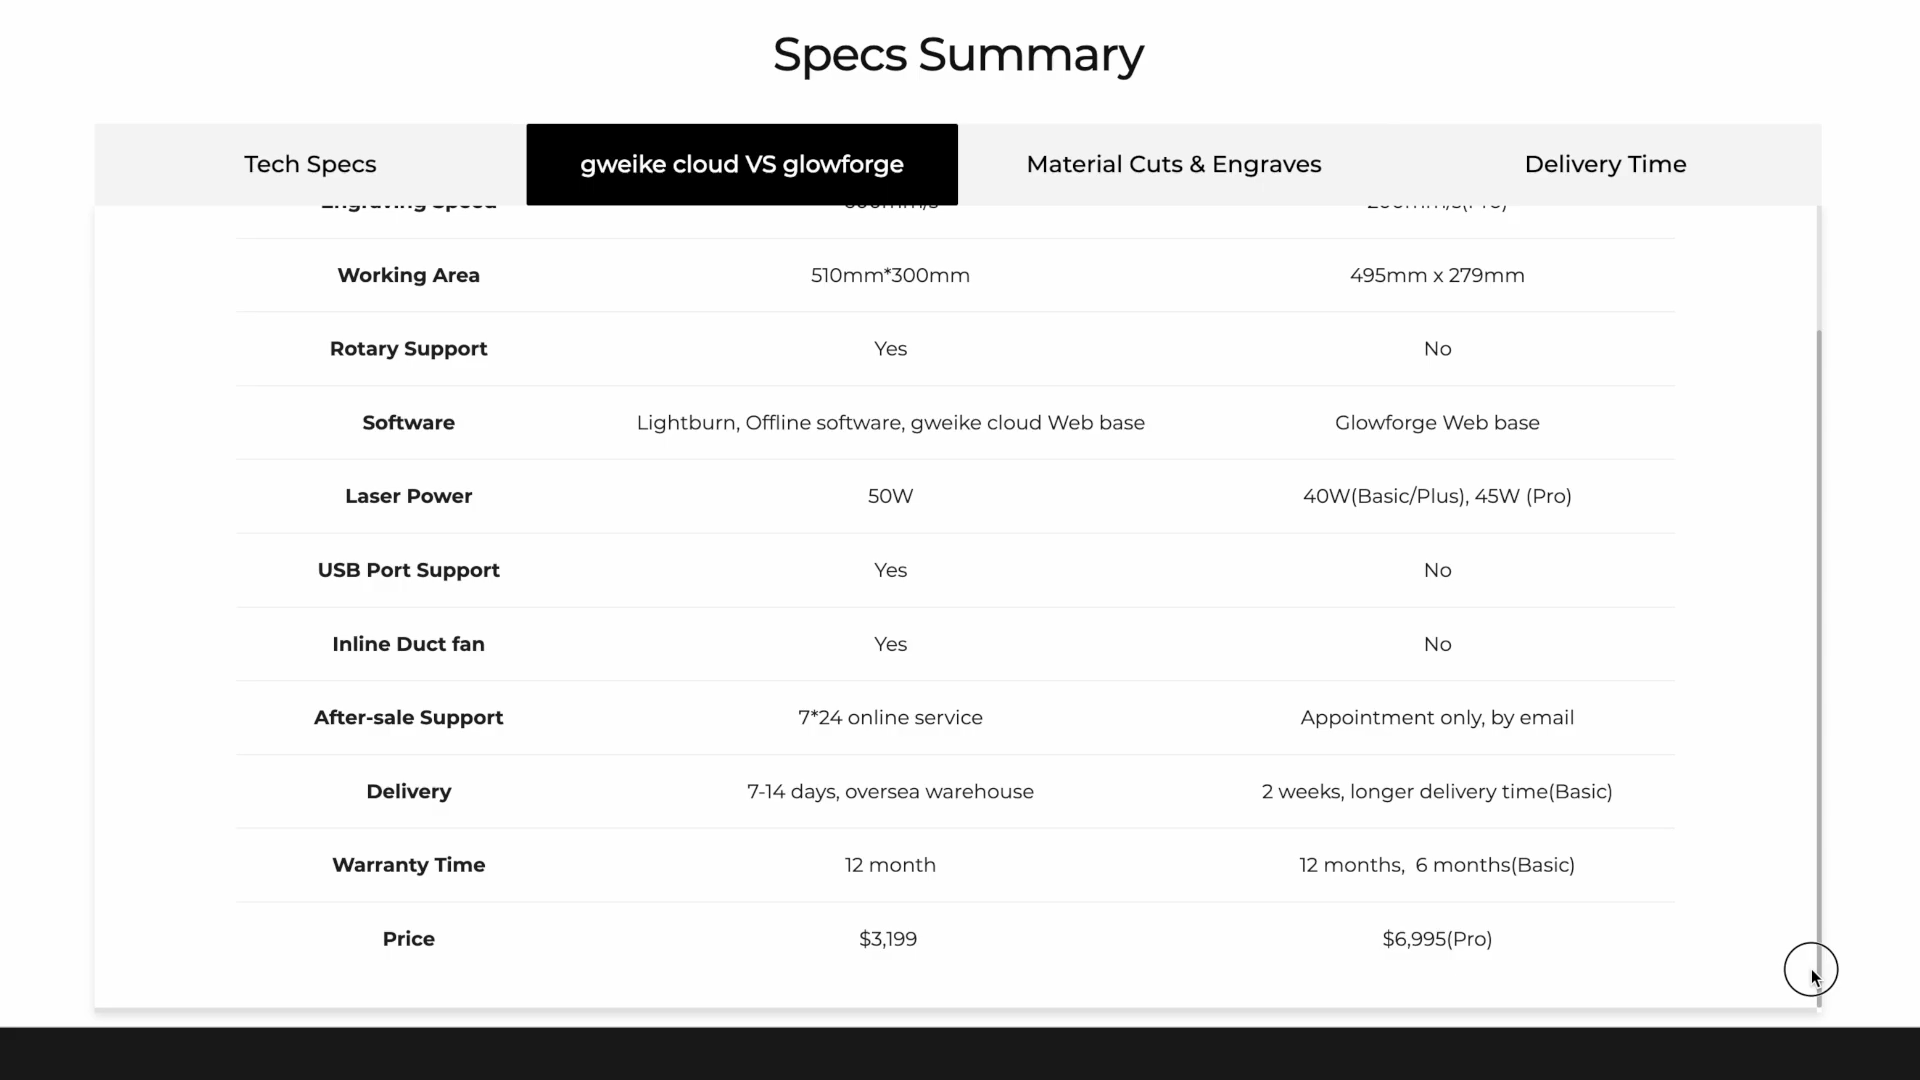 Specs Summary
Tech Specs gweike cloud VS glowforge Material Cuts & Engraves Delivery Time
Engraving Speed
Working Area 510mm*300mm 495mm x 279mm
Rotary Support Yes No
Software Lightburn, Offline software, gweike cloud Web base Glowforge Web base
Laser Power 50W 40W(Basic/Plus), 45W (Pro)
USB Port Support Yes No
Inline Duct fan Yes No
After-sale Support 7*24 online service Appointment only, by email
Delivery 7-14 days, oversea warehouse 2 weeks, longer delivery time(Basic)
Warranty Time 12 month 12 months,  6 months(Basic)
Price $3,199 $6,995(Pro)